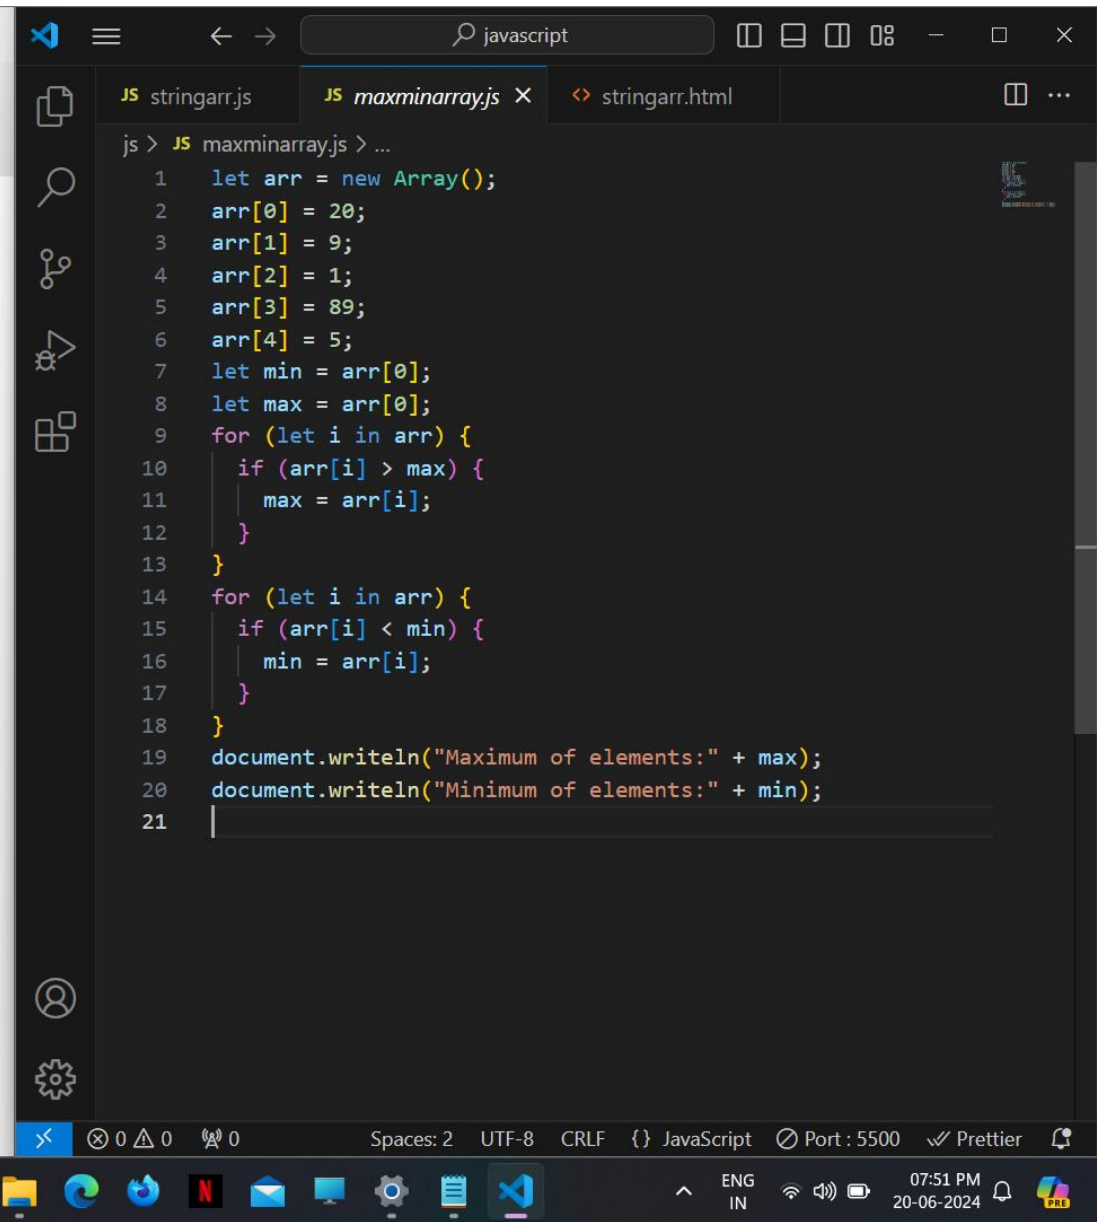 javascript
JS stringarr.js JS maxminarray.js <> stringarr.html
js > JS maxminarray.js > ...
1 let arr = new Array();
2 arr[0] = 20;
3 arr[1] = 9;
4 arr[2] = 1;
5 arr[3] = 89;
6 arr[4] = 5;
7 let min = arr[0];
8 let max = arr[0];
9 for (let i in arr) {
10 if (arr[i] > max) {
11 max = arr[i];
12 }
13 }
14 for (let i in arr) {
15 if (arr[i] < min) {
16 min = arr[i];
17 }
18 }
19 document.writeln("Maximum of elements:" + max);
20 document.writeln("Minimum of elements:" + min);
21
0 0 0 Spaces: 2 UTF-8 CRLF {} JavaScript Port : 5500 Prettier
N ENG 07:51 PM
IN 20-06-2024 PRE